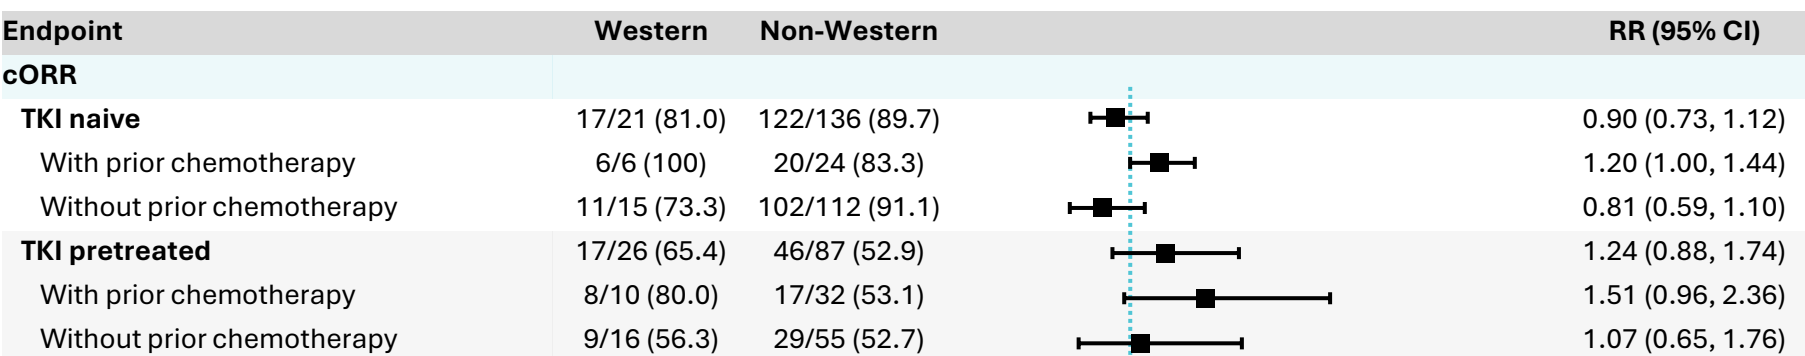 Endpoint Western Non-Western RR (95% CI)
cORR
TKI naive 17/21 (81.0) 122/136 (89.7) 0.90 (0.73, 1.12)
With prior chemotherapy 6/6 (100) 20/24 (83.3) 1.20 (1.00, 1.44)
Without prior chemotherapy 11/15 (73.3) 102/112 (91.1) 0.81 (0.59, 1.10)
TKI pretreated 17/26 (65.4) 46/87 (52.9) 1.24 (0.88, 1.74)
With prior chemotherapy 8/10 (80.0) 17/32 (53.1) 1.51 (0.96, 2.36)
Without prior chemotherapy 9/16 (56.3) 29/55 (52.7) 1.07 (0.65, 1.76)